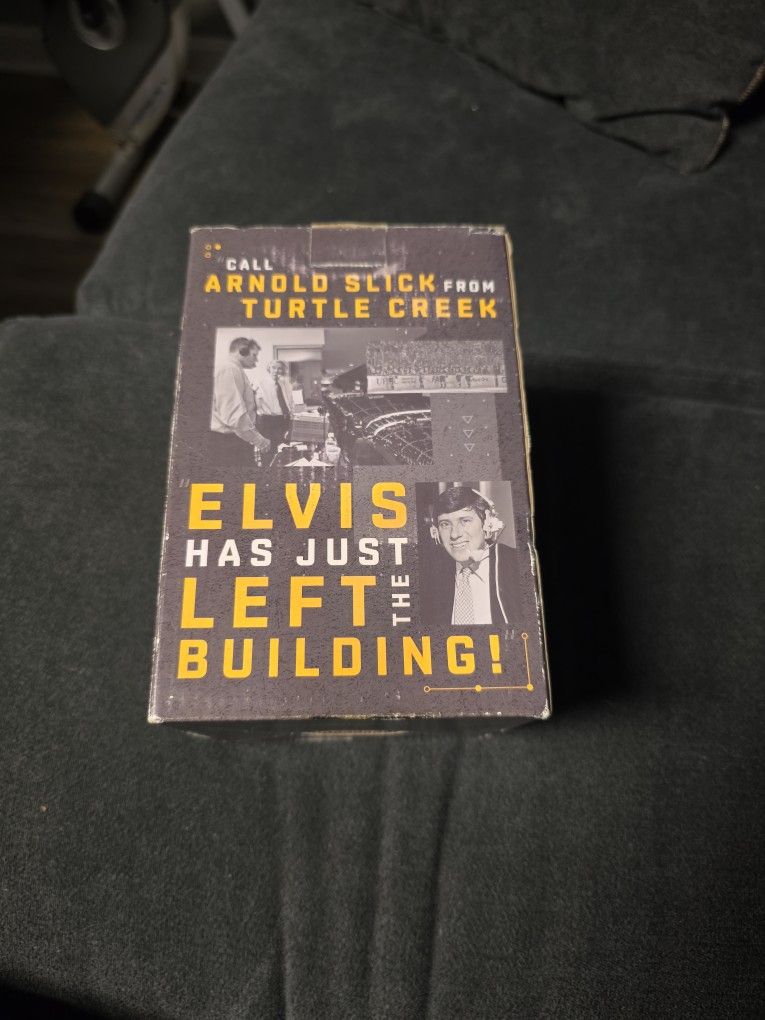 "CALL
ARNOLD SLICK FROM
TURTLE CREEK
"ELVIS
HAS JUST
LEFT THE
BUILDING!"